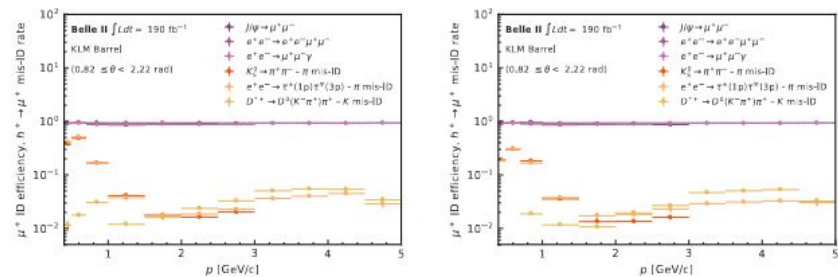 Belle II ∫Ldt = 190 fb⁻¹
KLM Barrel
(0.82 ≤ θ < 2.22 rad)
J/ψ → μ⁺μ⁻
e⁺e⁻ → e⁺e⁻μ⁺μ⁻
e⁺e⁻ → μ⁺μ⁻γ
K⁰ₛ → π⁺π⁻ - π mis-ID
e⁺e⁻ → τ±(1p)τ∓(3p) - π mis-ID
D*⁺ → D⁰(K⁻π⁺)π⁺ - K mis-ID
μ⁺ ID efficiency, h⁺ → μ⁺ mis-ID rate
10²
10¹
10⁰
10⁻¹
10⁻²
1 2 3 4 5
p [GeV/c]
Belle II ∫Ldt = 190 fb⁻¹
KLM Barrel
(0.82 ≤ θ < 2.22 rad)
J/ψ → μ⁺μ⁻
e⁺e⁻ → e⁺e⁻μ⁺μ⁻
e⁺e⁻ → μ⁺μ⁻γ
K⁰ₛ → π⁺π⁻ - π mis-ID
e⁺e⁻ → τ±(1p)τ∓(3p) - π mis-ID
D*⁺ → D⁰(K⁻π⁺)π⁺ - K mis-ID
μ⁺ ID efficiency, h⁺ → μ⁺ mis-ID rate
10²
10¹
10⁰
10⁻¹
10⁻²
1 2 3 4 5
p [GeV/c]